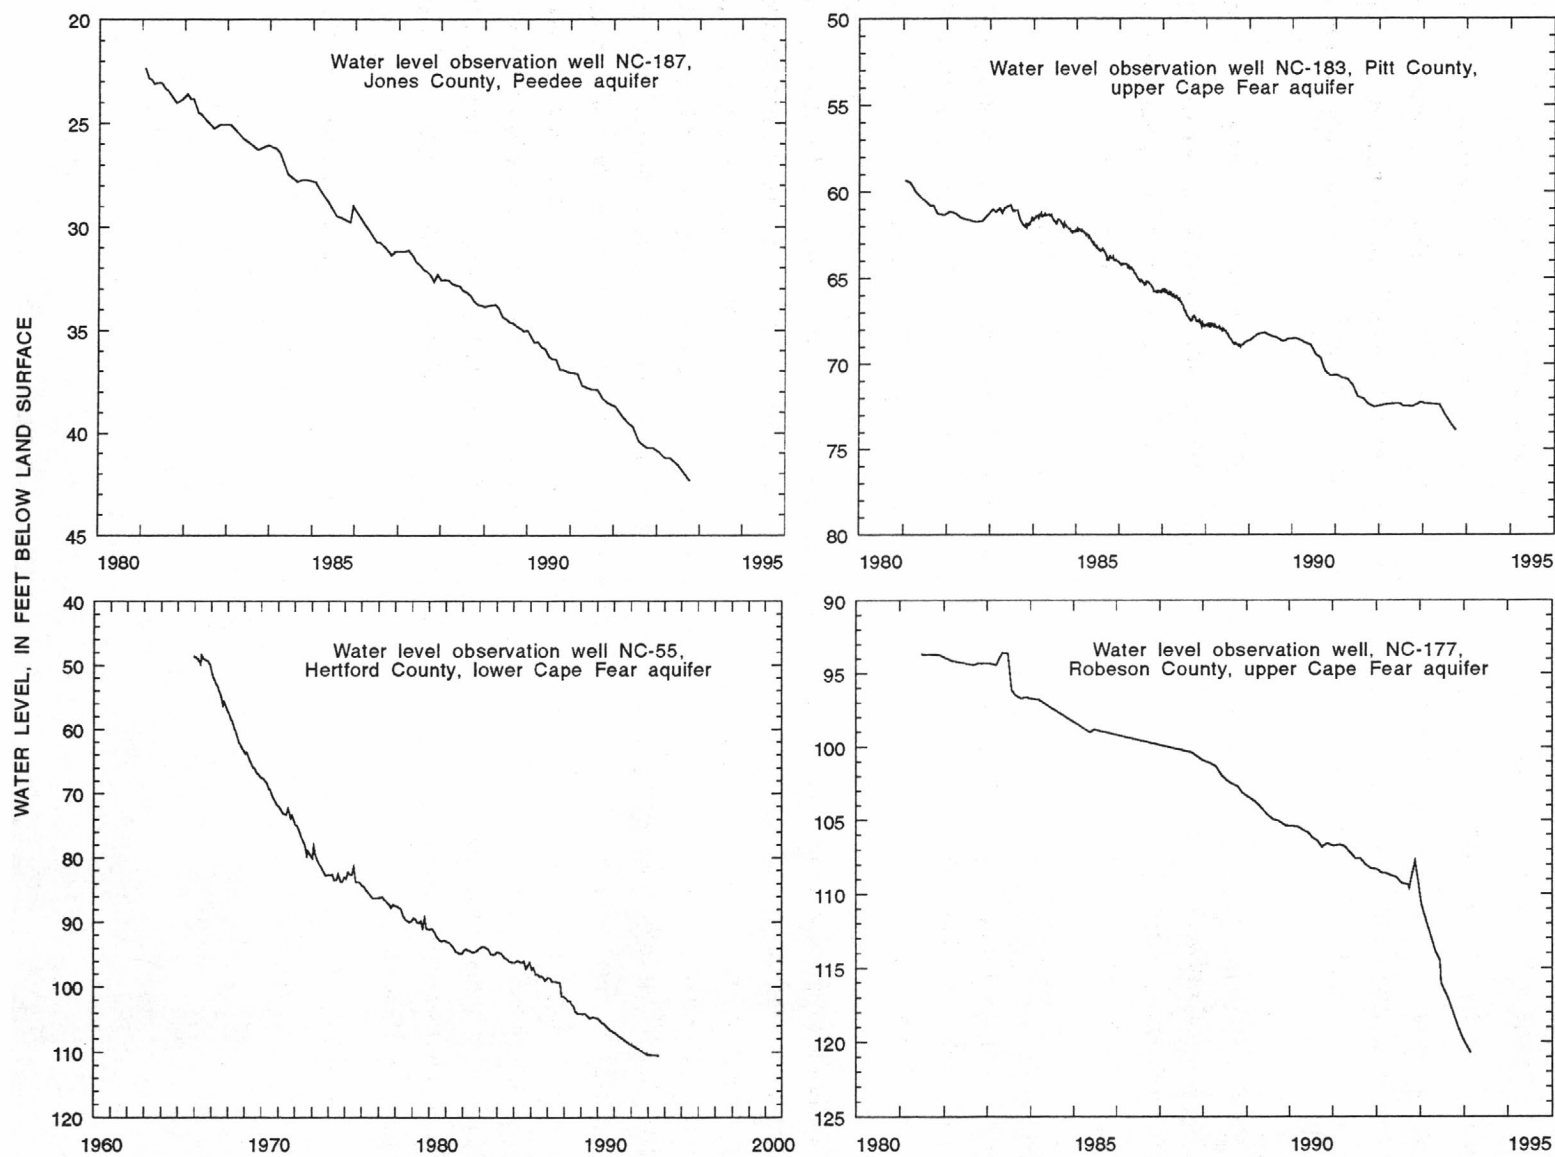 WATER LEVEL, IN FEET BELOW LAND SURFACE
Water level observation well NC-187,
Jones County, Peedee aquifer
20
25
30
35
40
45
1980 1985 1990 1995
Water level observation well NC-183, Pitt County,
upper Cape Fear aquifer
50
55
60
65
70
75
80
1980 1985 1990 1995
Water level observation well NC-55,
Hertford County, lower Cape Fear aquifer
40
50
60
70
80
90
100
110
120
1960 1970 1980 1990 2000
Water level observation well, NC-177,
Robeson County, upper Cape Fear aquifer
90
95
100
105
110
115
120
125
1980 1985 1990 1995